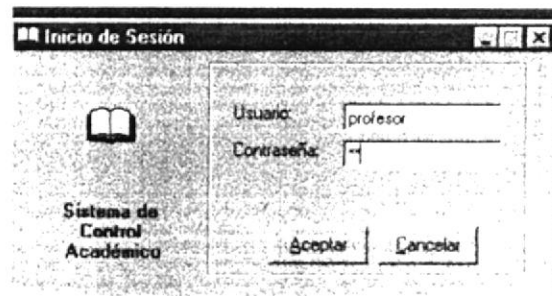 Inicio de Sesión
Usuario: profesor
Contraseña: **
Sistema de
Control
Académico
Aceptar Cancelar